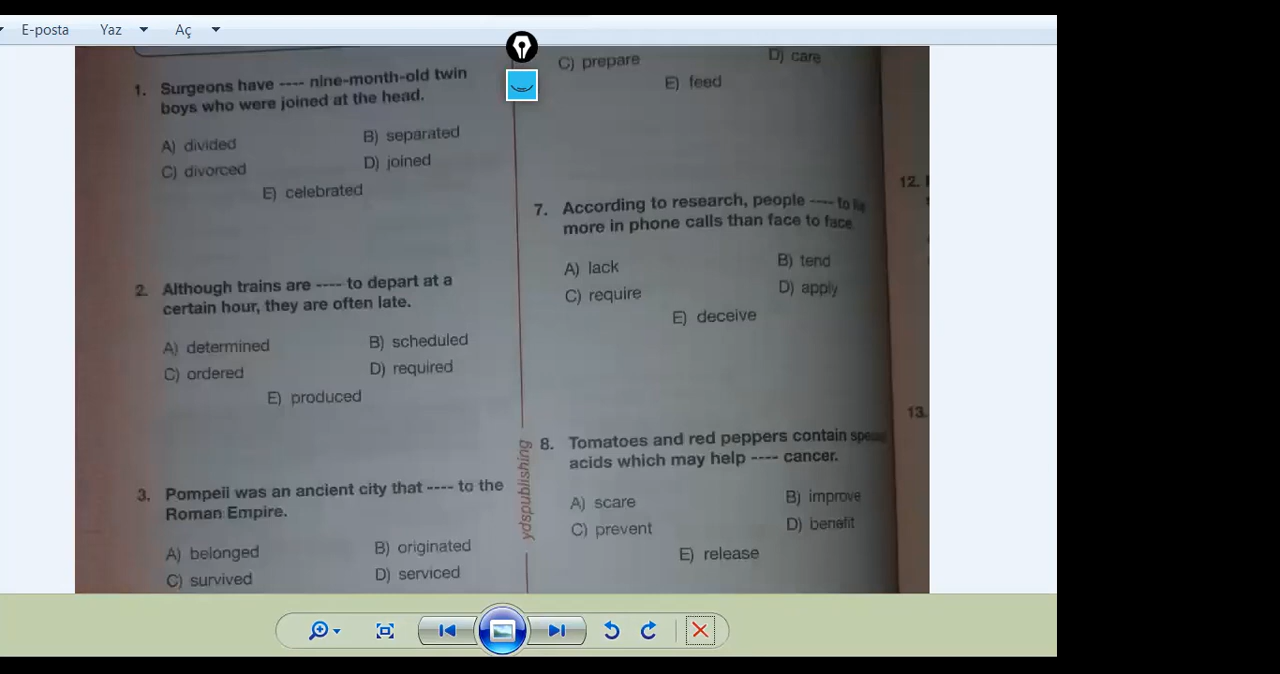 E-posta Yaz Aç
1. Surgeons have ---- nine-month-old twin
boys who were joined at the head.
A) divided B) separated
C) divorced D) joined
E) celebrated
2. Although trains are ---- to depart at a
certain hour, they are often late.
A) determined B) scheduled
C) ordered D) required
E) produced
3. Pompeii was an ancient city that ---- to the
Roman Empire.
A) belonged B) originated
C) survived D) serviced
ydspublishing
C) prepare D) care
E) feed
7. According to research, people ---- to lie
more in phone calls than face to face
A) lack B) tend
C) require D) apply
E) deceive
8. Tomatoes and red peppers contain
acids which may help ---- cancer.
A) scare B) improve
C) prevent D) benefit
E) release
12.
13.